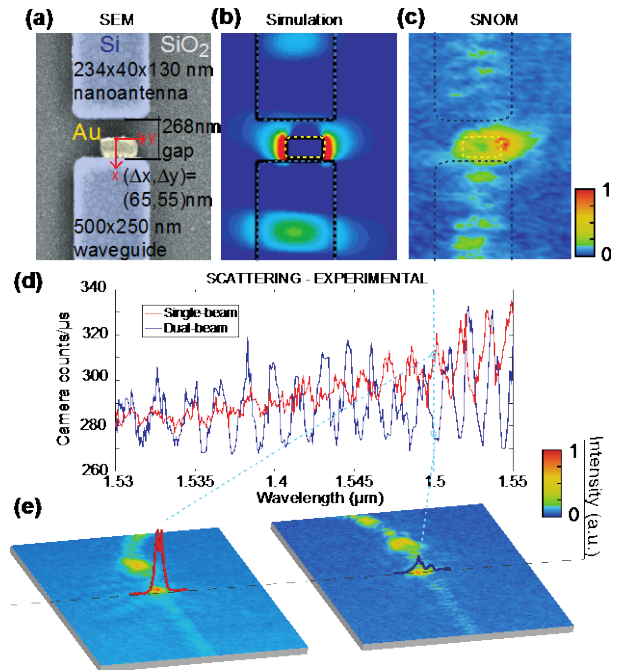 (a)
SEM
Si
SiO2
234x40x130 nm
nanoantenna
Au
268nm
gap
y
x
(Δx,Δy)=
(65,55)nm
500x250 nm
waveguide
(b)
Simulation
(c)
SNOM
1
0
(d)
SCATTERING - EXPERIMENTAL
Single-beam
Dual-beam
Camera counts/μs
340
320
300
280
260
1.53
1.535
1.54
1.545
1.5
1.55
Wavelength (μm)
1
0
Intensity (a.u.)
(e)